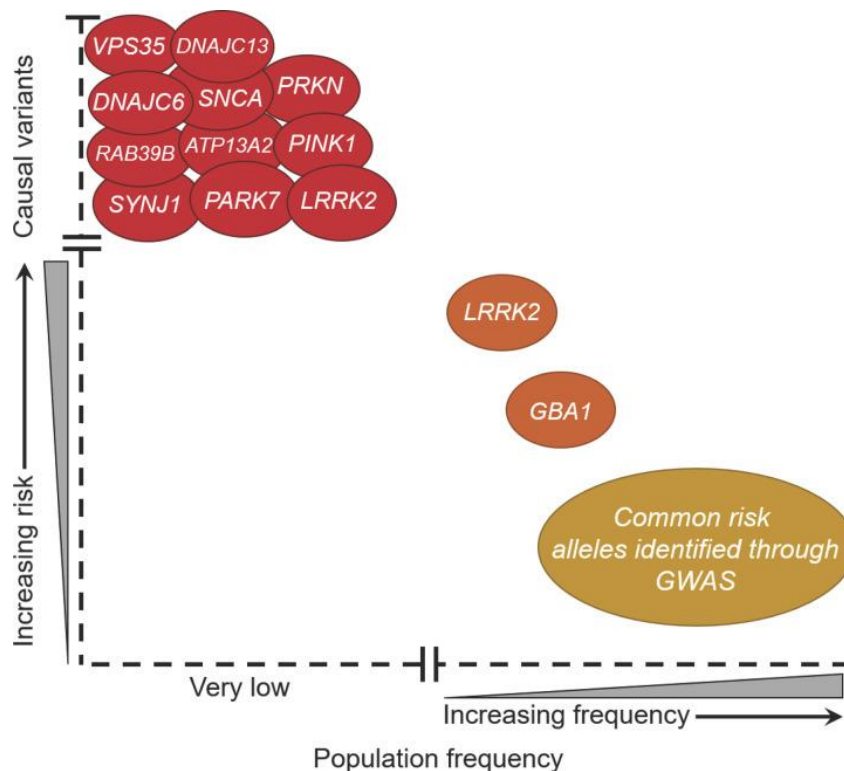 Causal variants
VPS35
DNAJC13
DNAJC6
SNCA
PRKN
RAB39B
ATP13A2
PINK1
SYNJ1
PARK7
LRRK2
Increasing risk
LRRK2
GBA1
Common risk
alleles identified through
GWAS
Very low
Increasing frequency
Population frequency